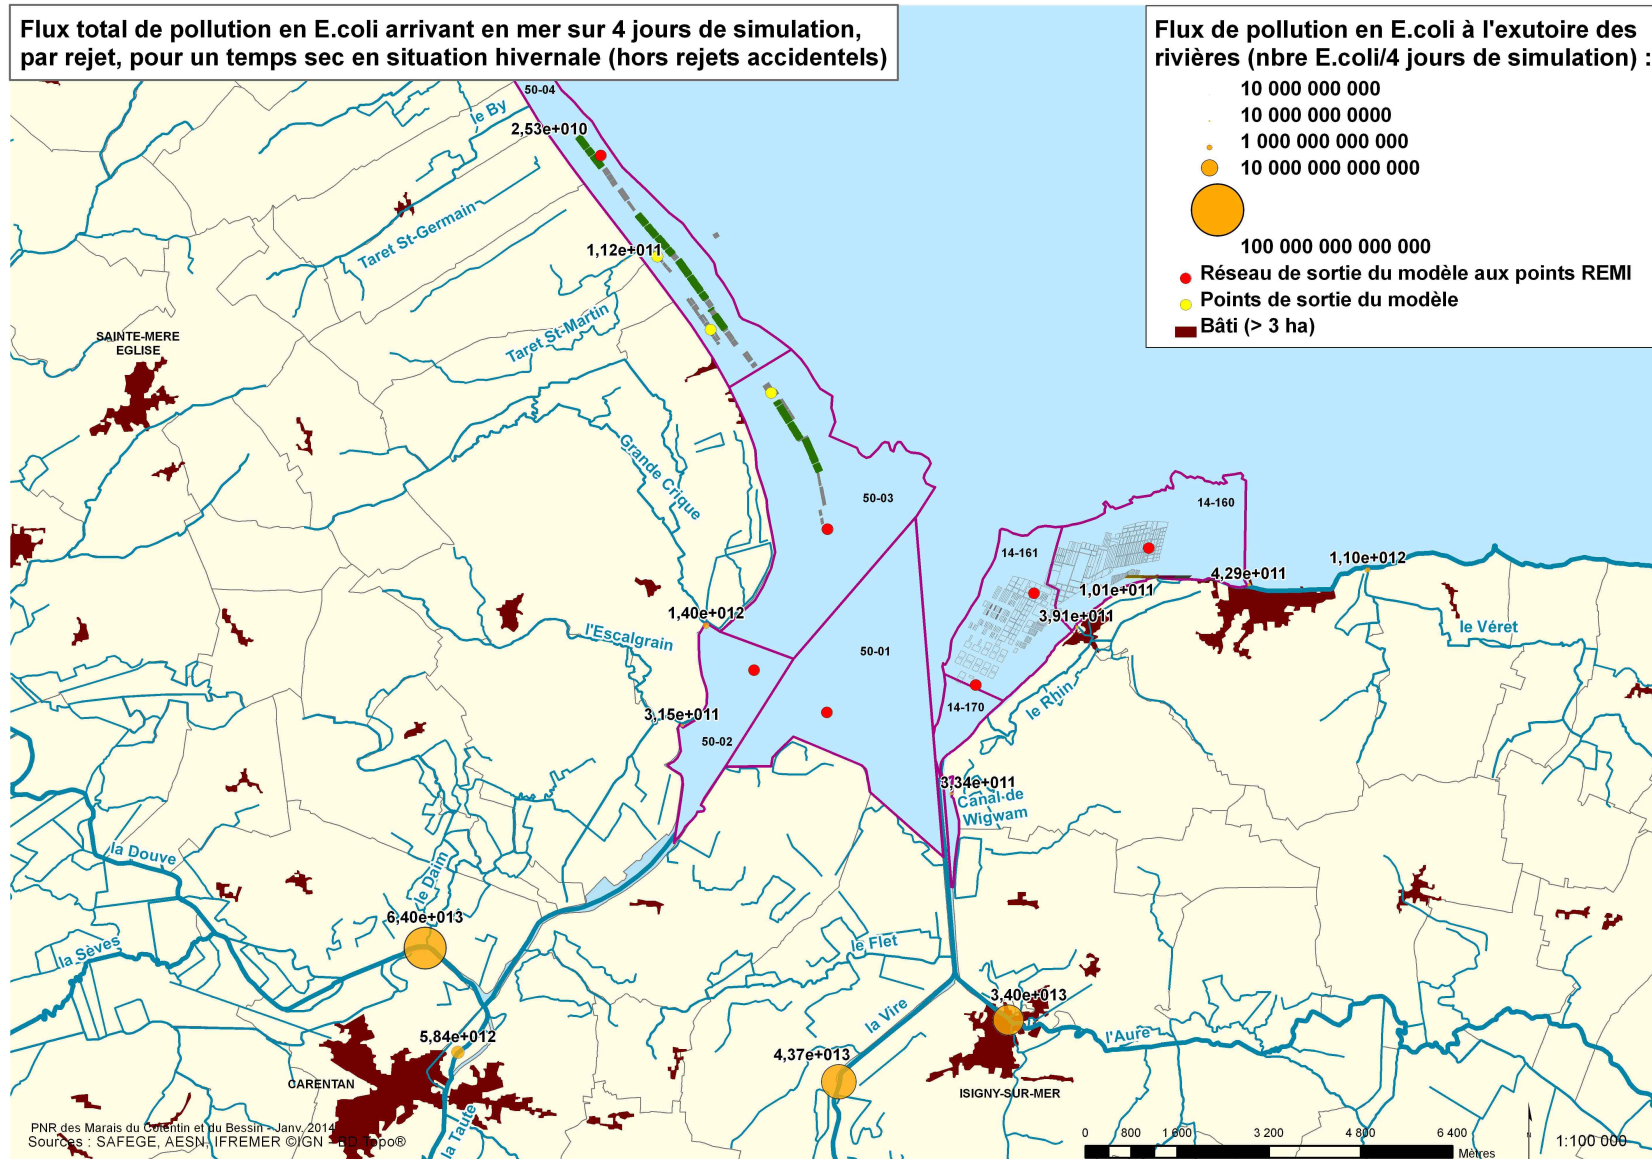 Flux total de pollution en E.coli arrivant en mer sur 4 jours de simulation,
par rejet, pour un temps sec en situation hivernale (hors rejets accidentels)
Flux de pollution en E.coli à l'exutoire des
rivières (nbre E.coli/4 jours de simulation) :
10 000 000 000
10 000 000 0000
1 000 000 000 000
10 000 000 000 000
100 000 000 000 000
Réseau de sortie du modèle aux points REMI
Points de sortie du modèle
Bâti (> 3 ha)
50-04
le By
2,53e+010
Taret St-Germain
1,12e+011
Taret St-Martin
SAINTE-MERE
EGLISE
Grande Crique
50-03
14-160
14-161
1,10e+012
4,29e+011
1,01e+011
3,91e+011
1,40e+012
l'Escalgrain
le Véret
50-01
le Rhin
14-170
3,15e+011
50-02
3,34e+011
Canal de
Wigwam
la Douve
le Daim
6,40e+013
la Sèves
le Flet
la Vire
3,40e+013
l'Aure
5,84e+012
4,37e+013
CARENTAN
ISIGNY-SUR-MER
la Taute
PNR des Marais du Cotentin et du Bessin - Janv. 2014
Sources : SAFEGE, AESN, IFREMER ©IGN - BD Topo®
0 800 1 600 3 200 4 800 6 400
Mètres
N
1:100 000